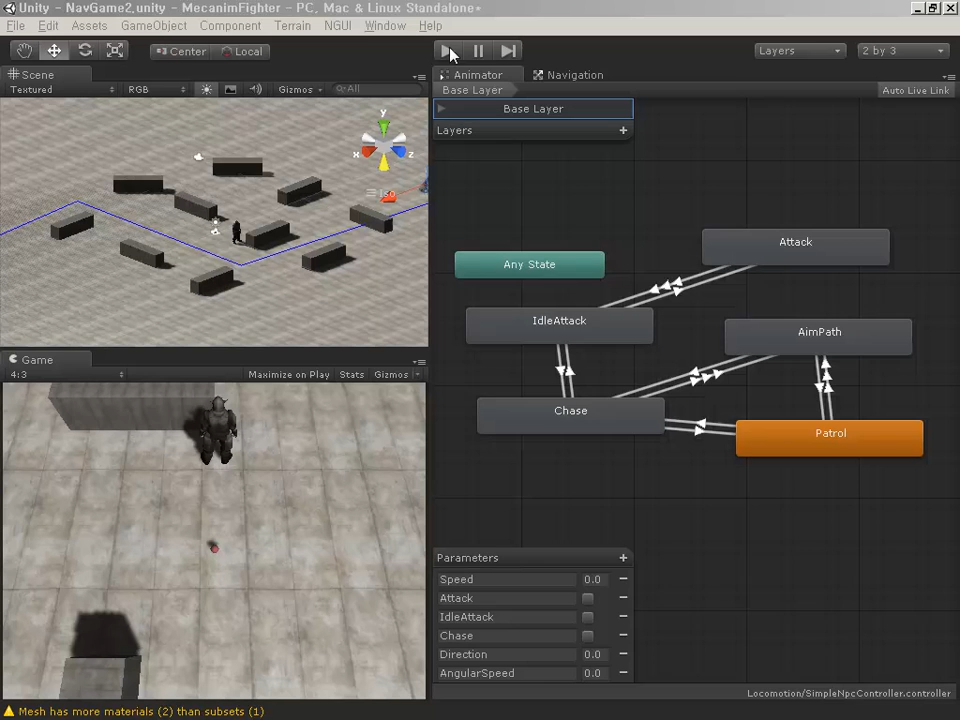 Unity - NavGame2.unity - MecanimFighter - PC, Mac & Linux Standalone*
File Edit Assets GameObject Component Terrain NGUI Window Help
Center Local Layers 2 by 3
Scene
Textured RGB Gizmos All
y
x z
Iso
Game
4:3 Maximize on Play Stats Gizmos
Animator Navigation
Base Layer Auto Live Link
Base Layer
Layers +
Attack
Any State
IdleAttack
AimPath
Chase
Patrol
Parameters +
Speed 0.0
Attack
IdleAttack
Chase
Direction 0.0
AngularSpeed 0.0
Locomotion/SimpleNpcController.controller
Mesh has more materials (2) than subsets (1)